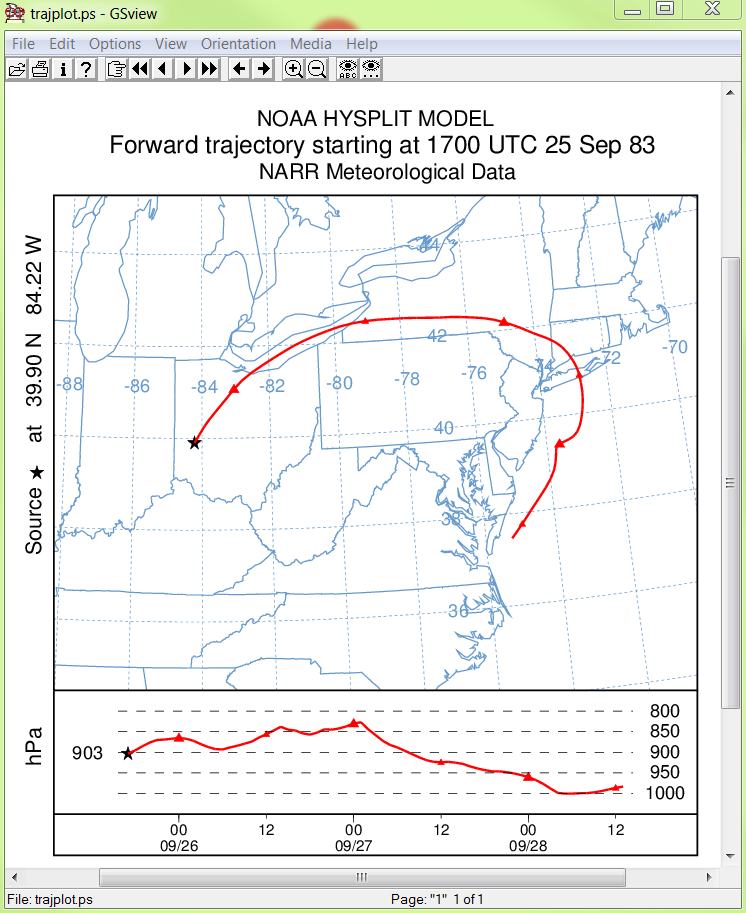 trajplot.ps - GSview
File Edit Options View Orientation Media Help
i ?
ABC
NOAA HYSPLIT MODEL
Forward trajectory starting at 1700 UTC 25 Sep 83
NARR Meteorological Data
Source ★ at 39.90 N 84.22 W
44
42
-70
-72
-74
-88 -86 -84 -82 -80 -78 -76
40
38
36
hPa
903
800
850
900
950
1000
00 12 00 12 00 12
09/26 09/27 09/28
File: trajplot.ps Page: "1" 1 of 1